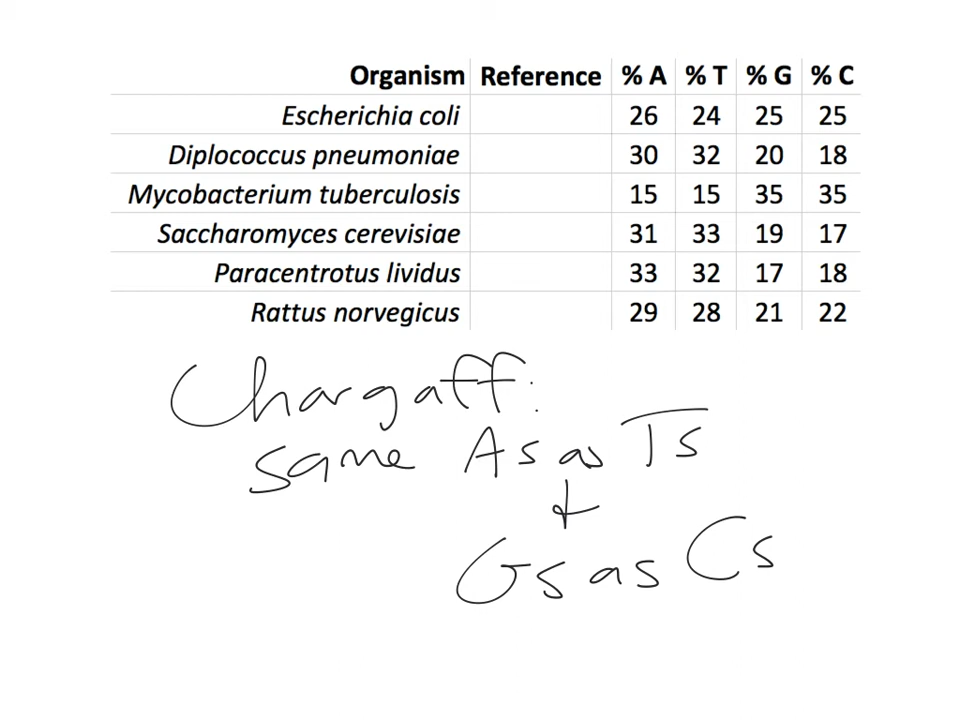 Organism Reference % A % T % G % C
Escherichia coli 26 24 25 25
Diplococcus pneumoniae 30 32 20 18
Mycobacterium tuberculosis 15 15 35 35
Saccharomyces cerevisiae 31 33 19 17
Paracentrotus lividus 33 32 17 18
Rattus norvegicus 29 28 21 22
Chargaff:
same As as Ts
+
Gs as Cs